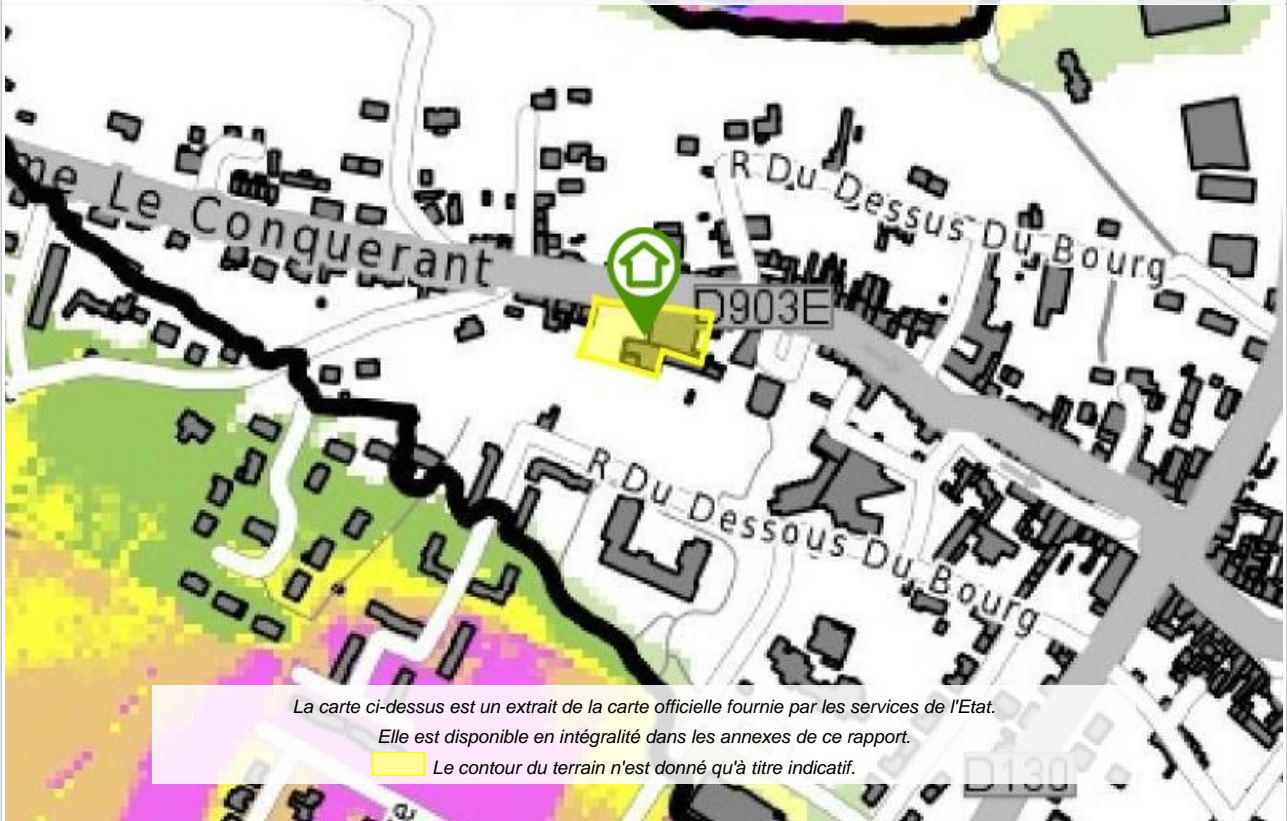 R Du Dessus Du Bourg
me Le Conquerant
D903E
R Du Dessous Du Bourg
La carte ci-dessus est un extrait de la carte officielle fournie par les services de l'Etat.
Elle est disponible en intégralité dans les annexes de ce rapport.
Le contour du terrain n'est donné qu'à titre indicatif.
D130